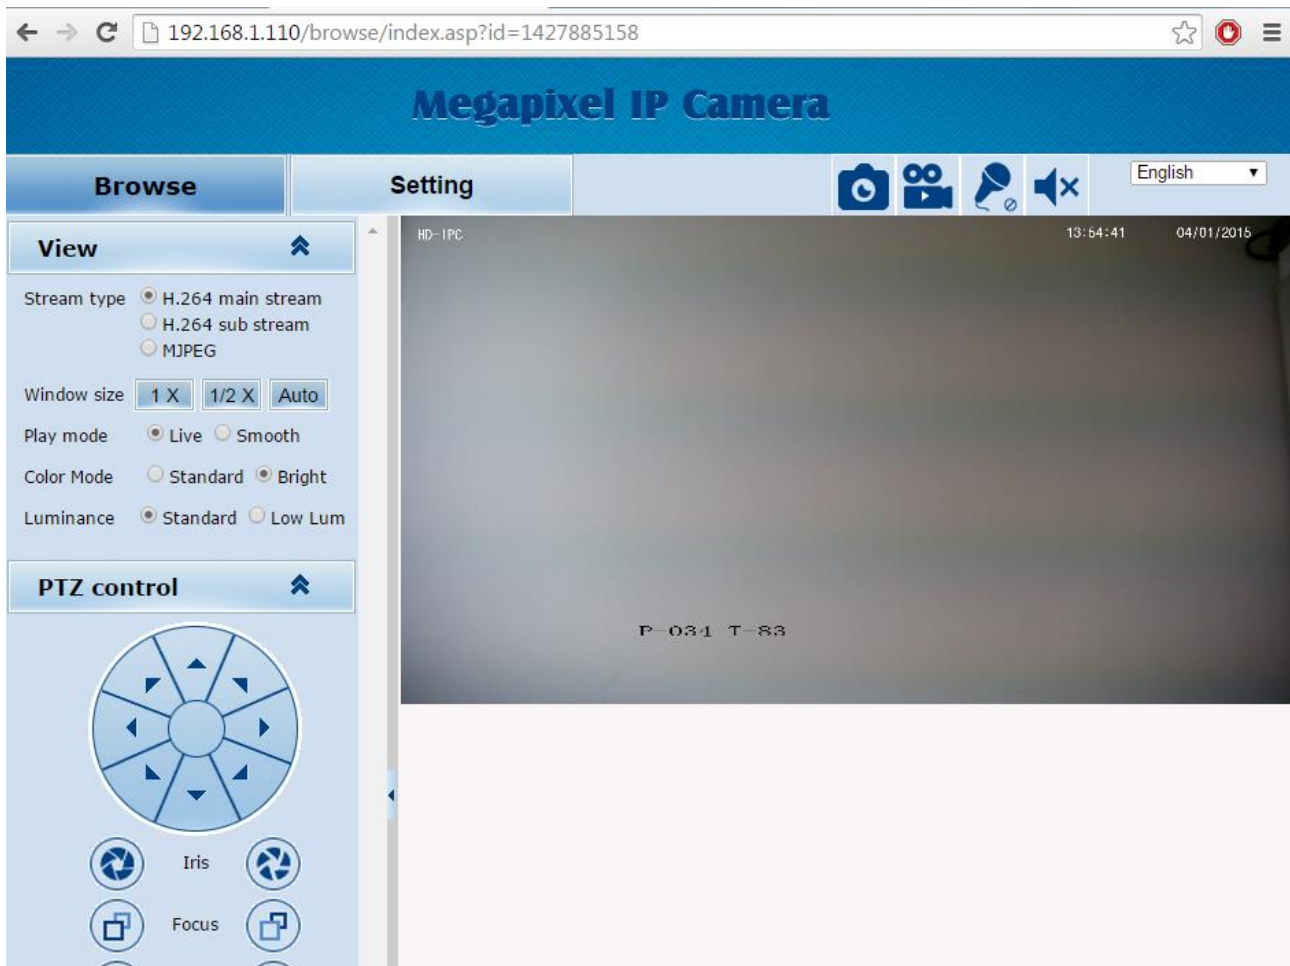 192.168.1.110/browse/index.asp?id=1427885158
Megapixel IP Camera
Browse
Setting
English
View
HD-IPC 13:54:41 04/01/2015
Stream type H.264 main stream
H.264 sub stream
MJPEG
Window size 1 X 1/2 X Auto
Play mode Live Smooth
Color Mode Standard Bright
Luminance Standard Low Lum
PTZ control
P-034 T-83
Iris
Focus